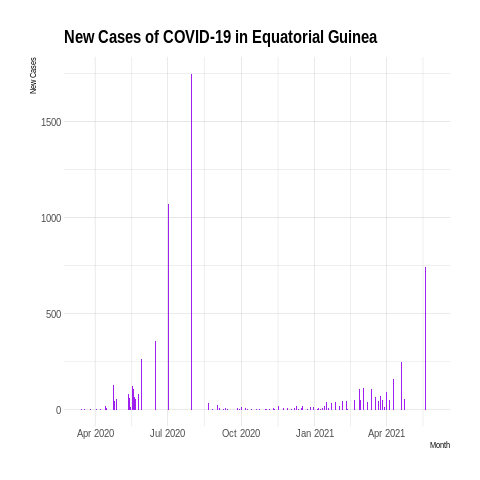 New Cases of COVID-19 in Equatorial Guinea
New Cases
1500
1000
500
0
Apr 2020 Jul 2020 Oct 2020 Jan 2021 Apr 2021
Month